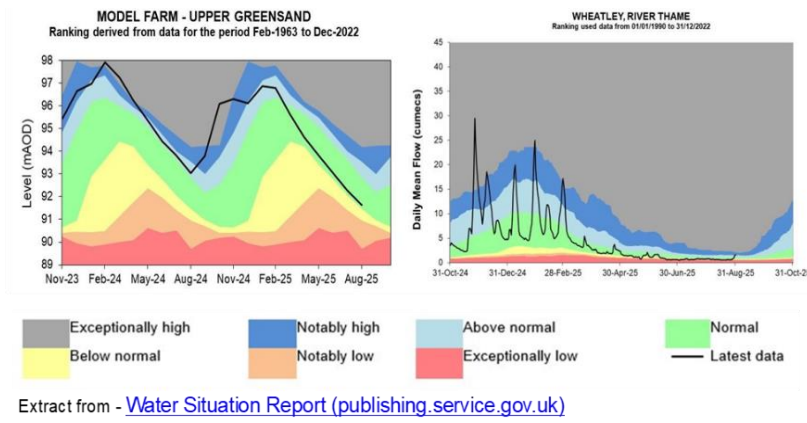 MODEL FARM - UPPER GREENSAND
Ranking derived from data for the period Feb-1963 to Dec-2022
Level (mAOD)
98
97
96
95
94
93
92
91
90
89
Nov-23 Feb-24 May-24 Aug-24 Nov-24 Feb-25 May-25 Aug-25
WHEATLEY, RIVER THAME
Ranking used data from 01/01/1990 to 31/12/2022
Daily Mean Flow (cumecs)
45
40
35
30
25
20
15
10
5
0
31-Oct-24 31-Dec-24 28-Feb-25 30-Apr-25 30-Jun-25 31-Aug-25 31-Oct-25
Exceptionally high Notably high Above normal Normal
Below normal Notably low Exceptionally low Latest data
Extract from - Water Situation Report (publishing.service.gov.uk)